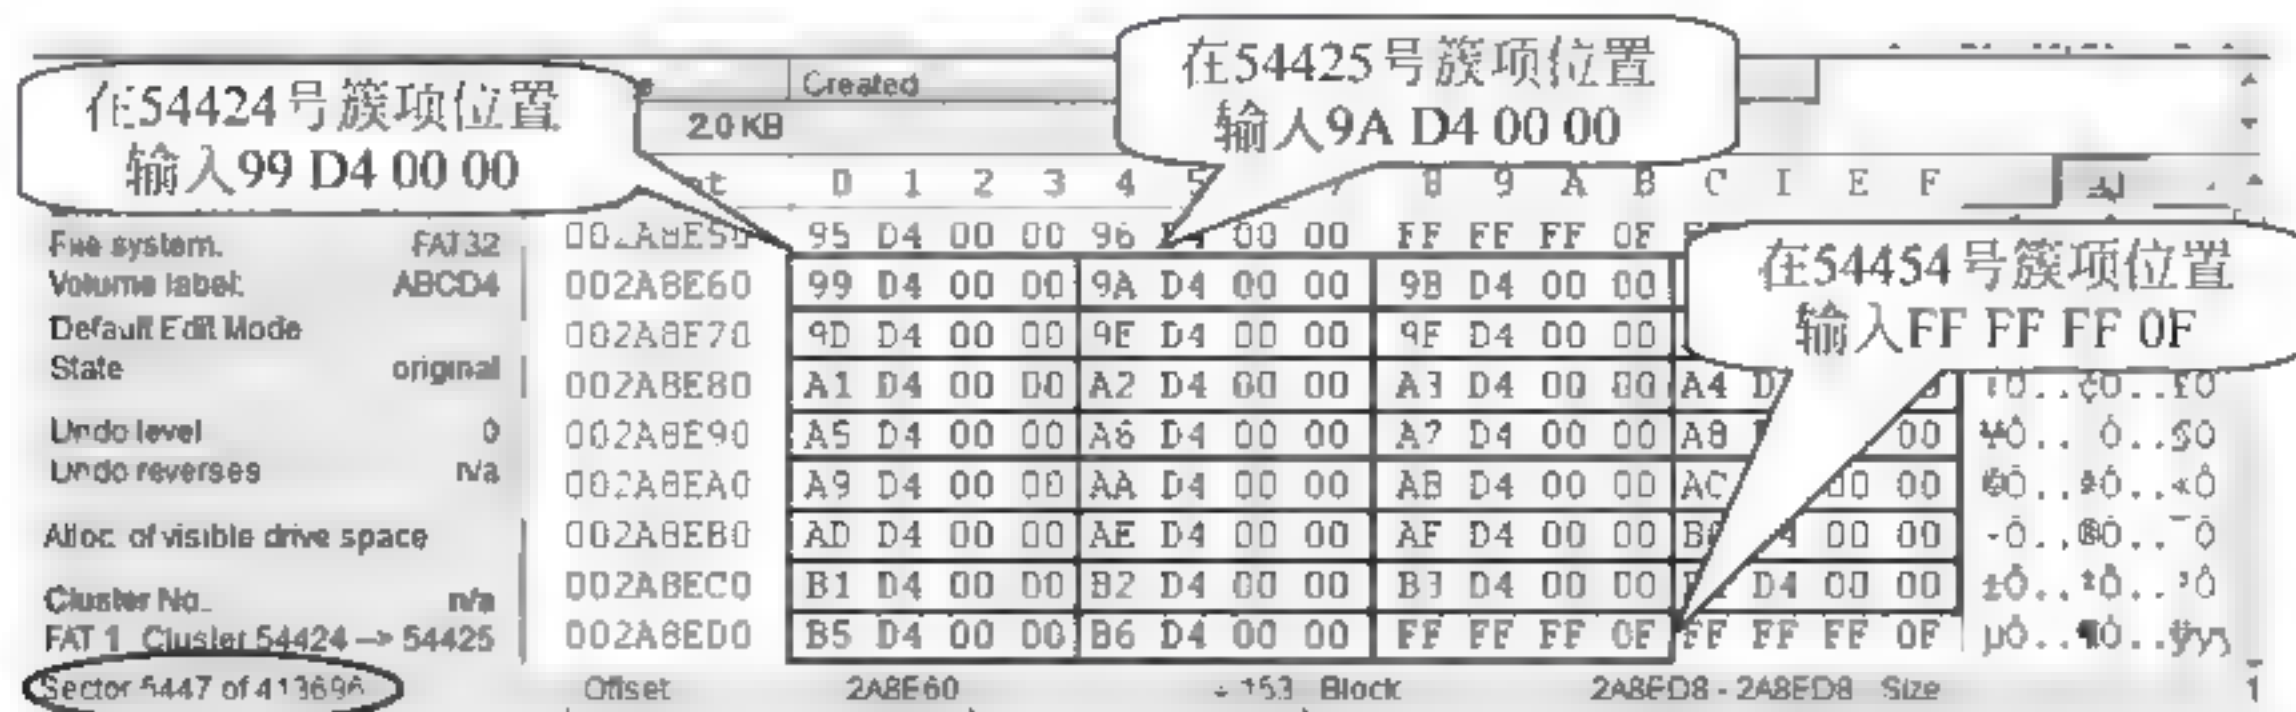 在54424号簇项位置
输入99 D4 00 00
在54425号簇项位置
输入9A D4 00 00
在54454号簇项位置
输入FF FF FF 0F
Created
2.0 KB
0 1 2 3 4 5 7 8 9 A B C E F
File system. FAT32
Volume label. ABCD4
Default Edit Mode
State original
Undo level 0
Undo reverses n/a
Alloc. of visible drive space
Cluster No. n/a
FAT 1 Cluster 54424 --> 54425
Sector 5447 of 413696
95 D4 00 00 96 00 00 FF FF FF 0F
002A8E60 99 D4 00 00 9A D4 00 00 9B D4 00 00
002A8E70 9D D4 00 00 9E D4 00 00 9F D4 00 00
002A8E80 A1 D4 00 00 A2 D4 00 00 A3 D4 00 00 A4
002A8E90 A5 D4 00 00 A6 D4 00 00 A7 D4 00 00 A8 00
002A8EA0 A9 D4 00 00 AA D4 00 00 AB D4 00 00 AC 00 00
002A8EB0 AD D4 00 00 AE D4 00 00 AF D4 00 00 00 00
002A8EC0 B1 D4 00 00 B2 D4 00 00 B3 D4 00 00 D4 00 00
002A8ED0 B5 D4 00 00 B6 D4 00 00 FF FF FF 0F FF FF FF 0F
Offset 2A8E60 Block 2A8ED8 - 2A8ED8 Size 1